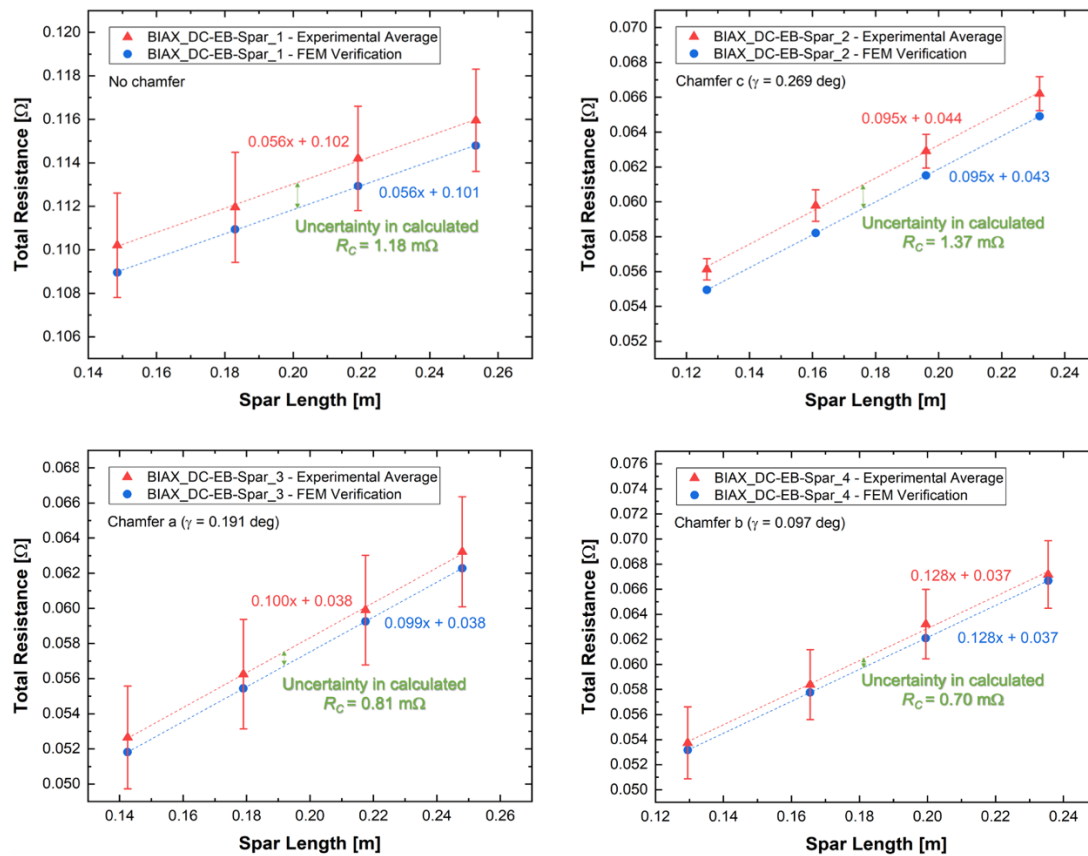 BIAX_DC-EB-Spar_1 - Experimental Average
BIAX_DC-EB-Spar_1 - FEM Verification
No chamfer
0.056x + 0.102
0.056x + 0.101
Uncertainty in calculated
R_C = 1.18 mΩ
Total Resistance [Ω]
0.120
0.118
0.116
0.114
0.112
0.110
0.108
0.106
0.14 0.16 0.18 0.20 0.22 0.24 0.26
Spar Length [m]
BIAX_DC-EB-Spar_2 - Experimental Average
BIAX_DC-EB-Spar_2 - FEM Verification
Chamfer c (γ = 0.269 deg)
0.095x + 0.044
0.095x + 0.043
Uncertainty in calculated
R_C = 1.37 mΩ
Total Resistance [Ω]
0.070
0.068
0.066
0.064
0.062
0.060
0.058
0.056
0.054
0.052
0.12 0.14 0.16 0.18 0.20 0.22 0.24
Spar Length [m]
BIAX_DC-EB-Spar_3 - Experimental Average
BIAX_DC-EB-Spar_3 - FEM Verification
Chamfer a (γ = 0.191 deg)
0.100x + 0.038
0.099x + 0.038
Uncertainty in calculated
R_C = 0.81 mΩ
Total Resistance [Ω]
0.068
0.066
0.064
0.062
0.060
0.058
0.056
0.054
0.052
0.050
0.14 0.16 0.18 0.20 0.22 0.24 0.26
Spar Length [m]
BIAX_DC-EB-Spar_4 - Experimental Average
BIAX_DC-EB-Spar_4 - FEM Verification
Chamfer b (γ = 0.097 deg)
0.128x + 0.037
0.128x + 0.037
Uncertainty in calculated
R_C = 0.70 mΩ
Total Resistance [Ω]
0.076
0.074
0.072
0.070
0.068
0.066
0.064
0.062
0.060
0.058
0.056
0.054
0.052
0.050
0.12 0.14 0.16 0.18 0.20 0.22 0.24
Spar Length [m]